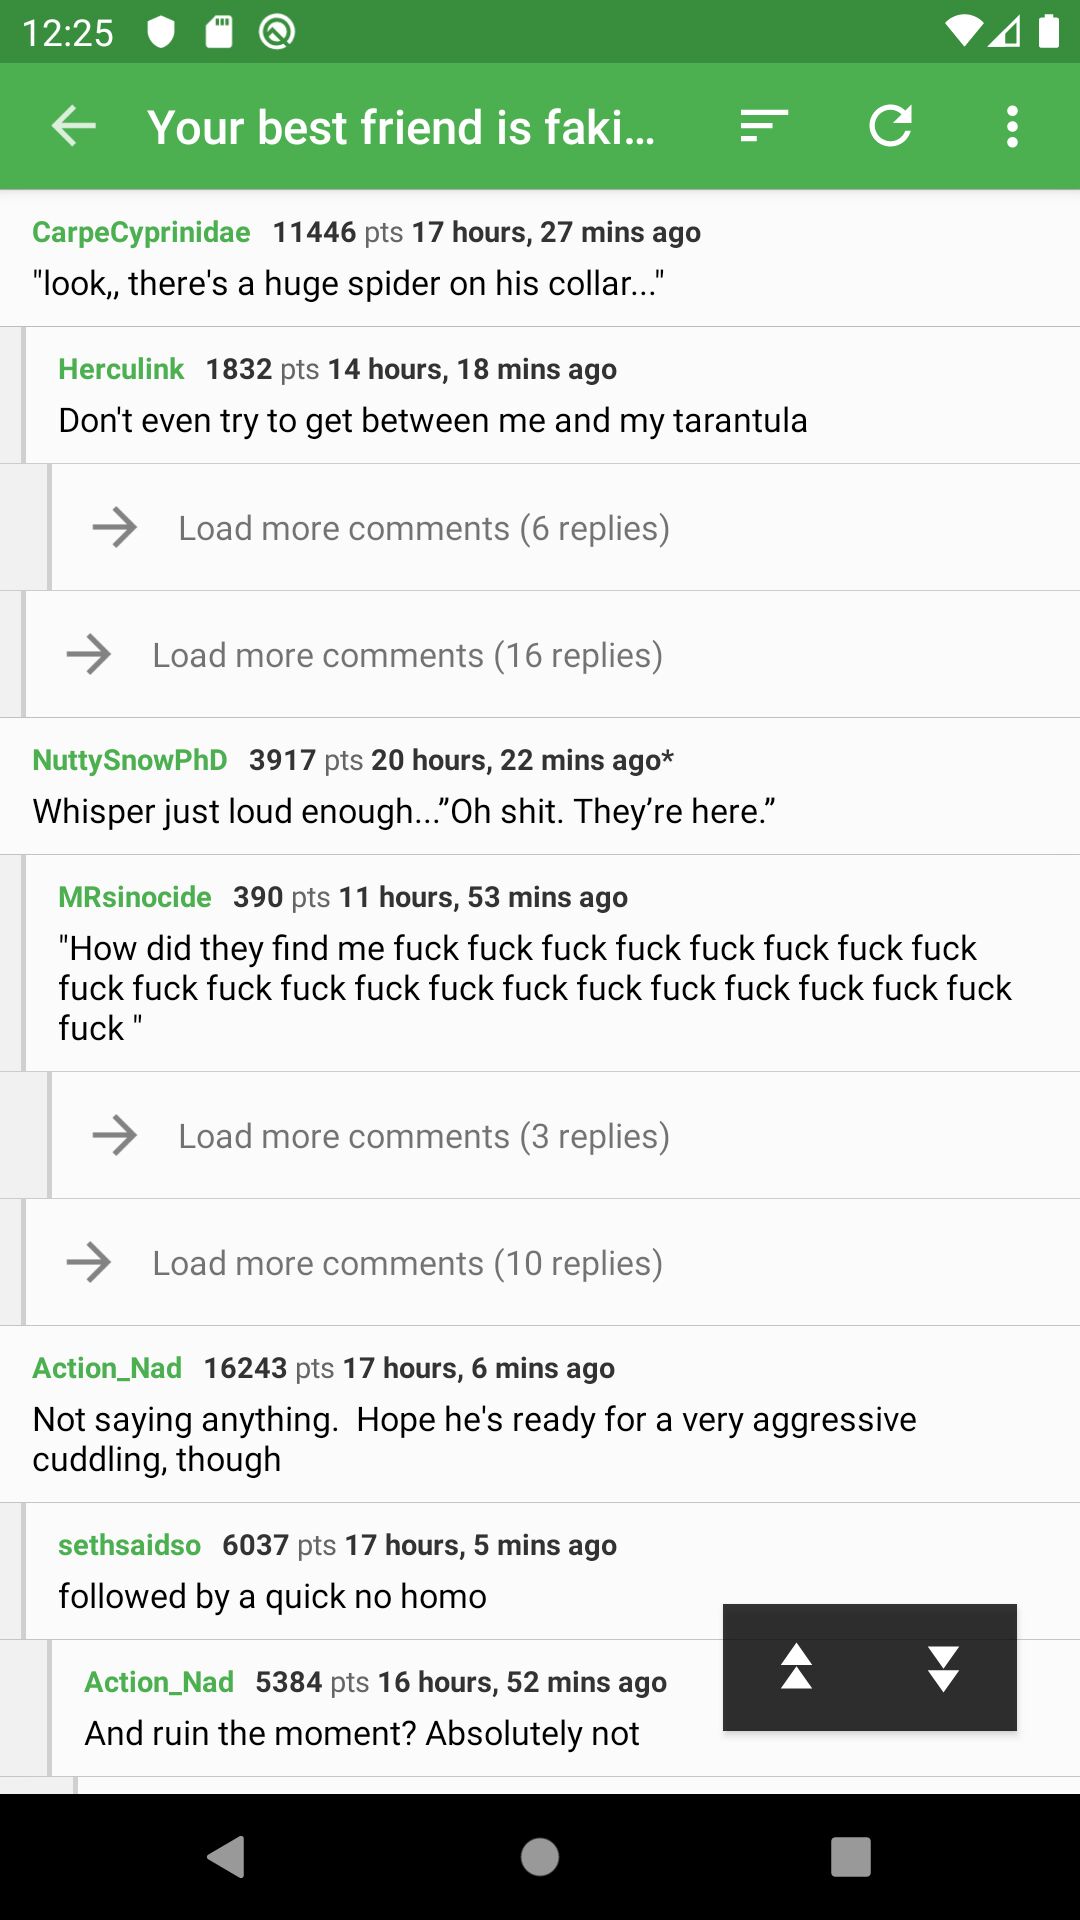 12:25
Your best friend is faki...
CarpeCyprinidae 11446 pts 17 hours, 27 mins ago
"look,, there's a huge spider on his collar..."
Herculink 1832 pts 14 hours, 18 mins ago
Don't even try to get between me and my tarantula
Load more comments (6 replies)
Load more comments (16 replies)
NuttySnowPhD 3917 pts 20 hours, 22 mins ago*
Whisper just loud enough...”Oh shit. They’re here.”
MRsinocide 390 pts 11 hours, 53 mins ago
"How did they find me fuck fuck fuck fuck fuck fuck fuck fuck
fuck fuck fuck fuck fuck fuck fuck fuck fuck fuck fuck fuck fuck
fuck "
Load more comments (3 replies)
Load more comments (10 replies)
Action_Nad 16243 pts 17 hours, 6 mins ago
Not saying anything.  Hope he's ready for a very aggressive
cuddling, though
sethsaidso 6037 pts 17 hours, 5 mins ago
followed by a quick no homo
Action_Nad 5384 pts 16 hours, 52 mins ago
And ruin the moment? Absolutely not